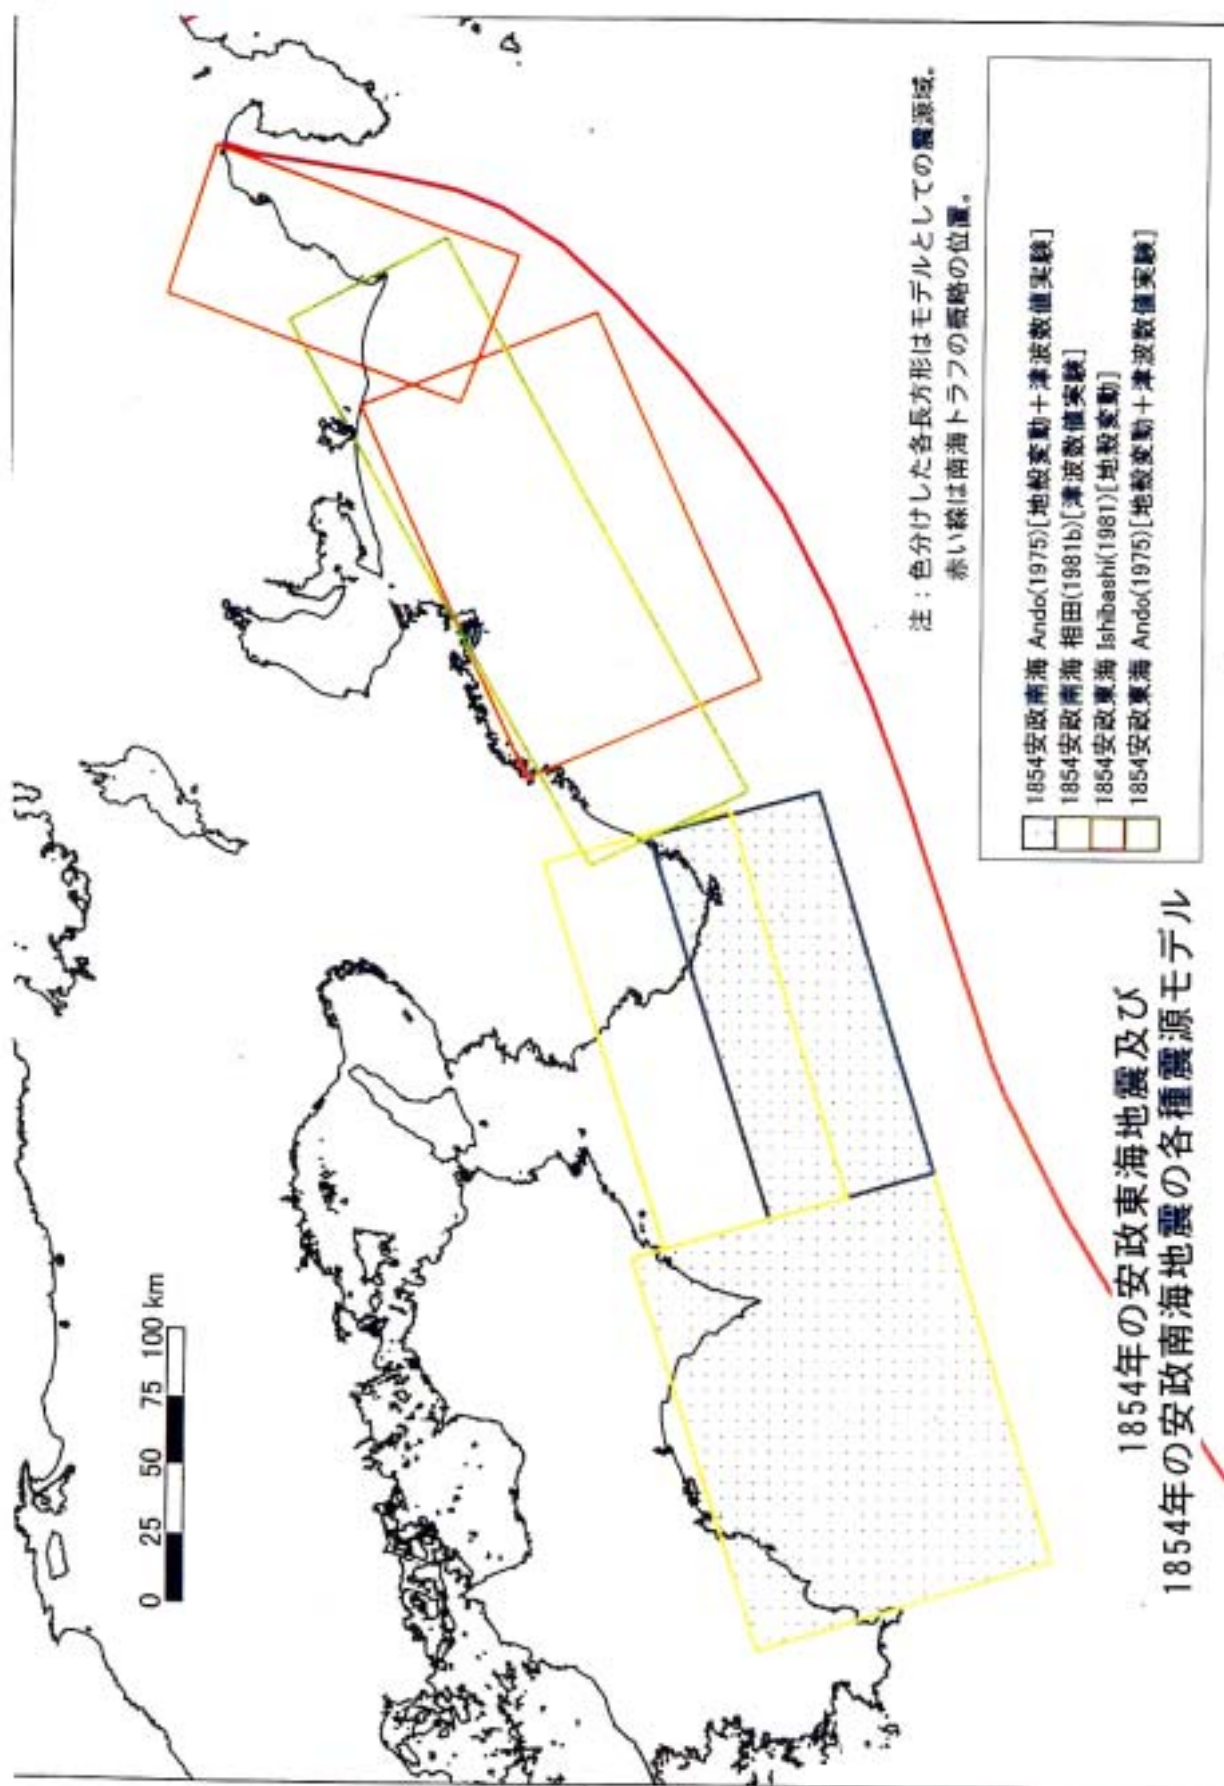 0 25 50 75 100 km
注：色分けした各長方形はモデルとしての震源域。
赤い線は南海トラフの概略の位置。
1854安政南海 Ando(1975)[地殻変動＋津波数値実験]
1854安政南海 相田(1981b)[津波数値実験]
1854安政東海 Ishibashi(1981)[地殻変動]
1854安政東海 Ando(1975)[地殻変動＋津波数値実験]
1854年の安政東海地震及び
1854年の安政南海地震の各種震源モデル